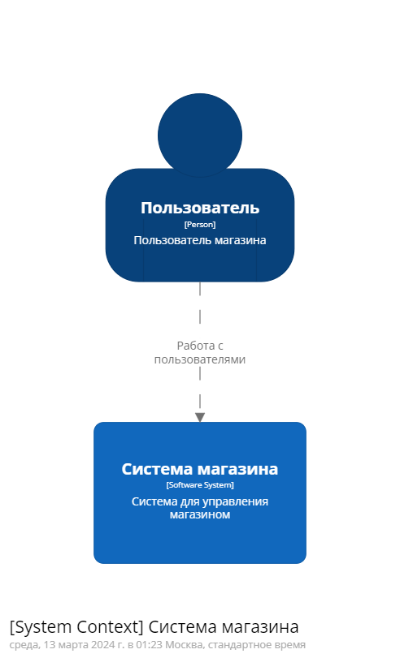 Пользователь
[Person]
Пользователь магазина
Работа с
пользователями
Система магазина
[Software System]
Система для управления
магазином
[System Context] Система магазина
среда, 13 марта 2024 г. в 01:23 Москва, стандартное время